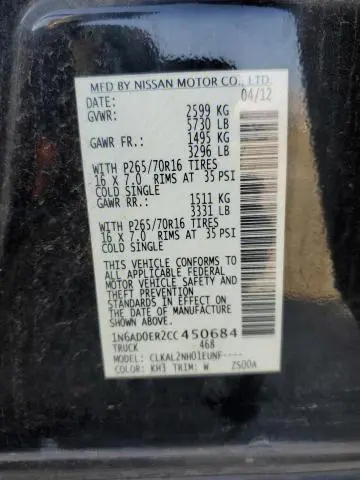 MFD BY NISSAN MOTOR CO., LTD.
DATE: 04/12
GVWR: 2599 KG
5730 LB
GAWR FR.: 1495 KG
3296 LB
WITH P265/70R16 TIRES
16 X 7.0 RIMS AT 35 PSI
COLD SINGLE
GAWR RR.: 1511 KG
3331 LB
WITH P265/70R16 TIRES
16 X 7.0 RIMS AT 35 PSI
COLD SINGLE
THIS VEHICLE CONFORMS TO
ALL APPLICABLE FEDERAL
MOTOR VEHICLE SAFETY
AND THEFT PREVENTION
STANDARDS IN EFFECT ON
THE DATE OF MANUFACTURE
SHOWN ABOVE.
1N6AD0ER2CC450684
TRUCK 468
MODEL: CLKAL2NH01EUNF----
COLOR: KH3 TRIM: W ZS00A